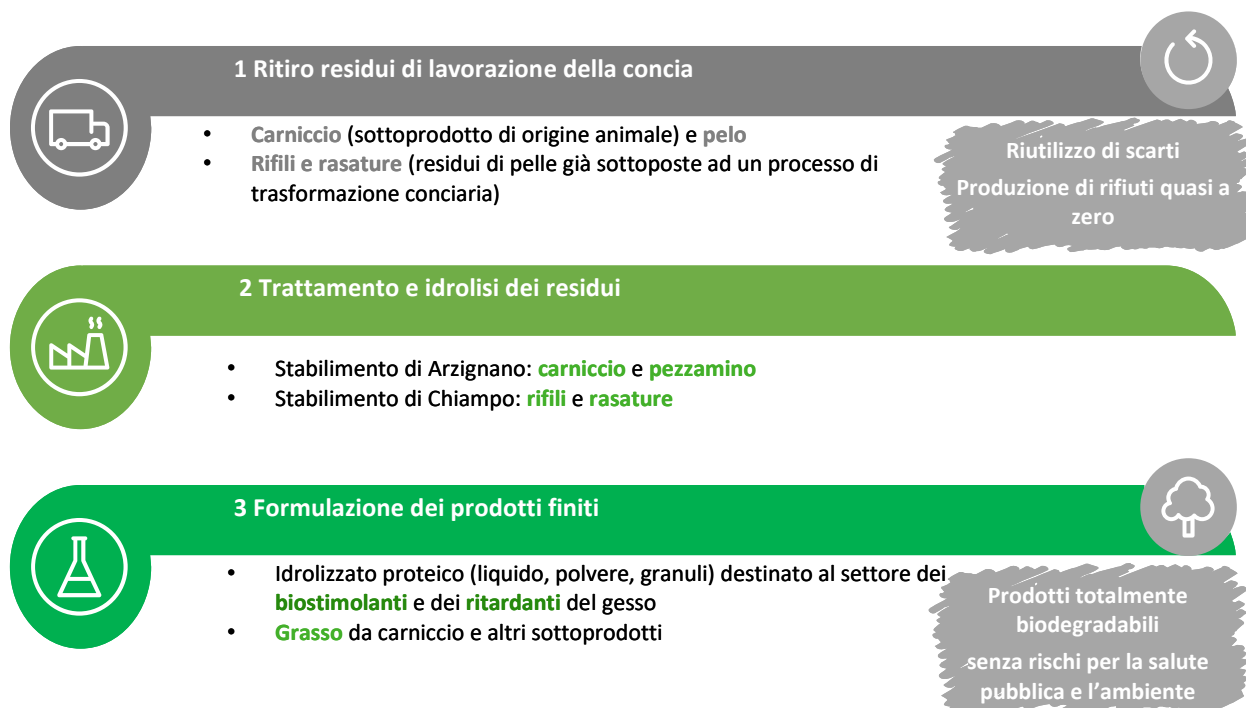 1 Ritiro residui di lavorazione della concia
• Carniccio (sottoprodotto di origine animale) e pelo
• Rifili e rasature (residui di pelle già sottoposte ad un processo di
trasformazione conciaria)
Riutilizzo di scarti
Produzione di rifiuti quasi a
zero
2 Trattamento e idrolisi dei residui
• Stabilimento di Arzignano: carniccio e pezzamino
• Stabilimento di Chiampo: rifili e rasature
3 Formulazione dei prodotti finiti
• Idrolizzato proteico (liquido, polvere, granuli) destinato al settore dei
biostimolanti e dei ritardanti del gesso
• Grasso da carniccio e altri sottoprodotti
Prodotti totalmente
biodegradabili
senza rischi per la salute
pubblica e l’ambiente